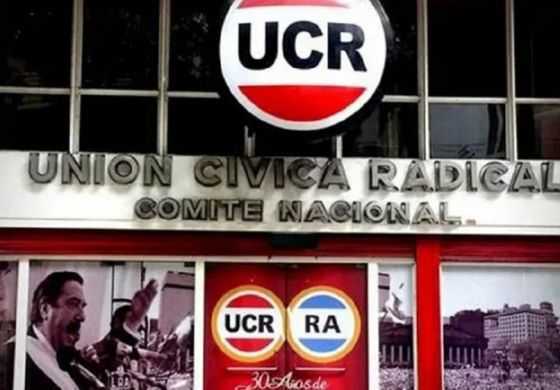 UCR
UNION CIVICA RADICAL
COMITE NACIONAL
UCR RA
30 Años de